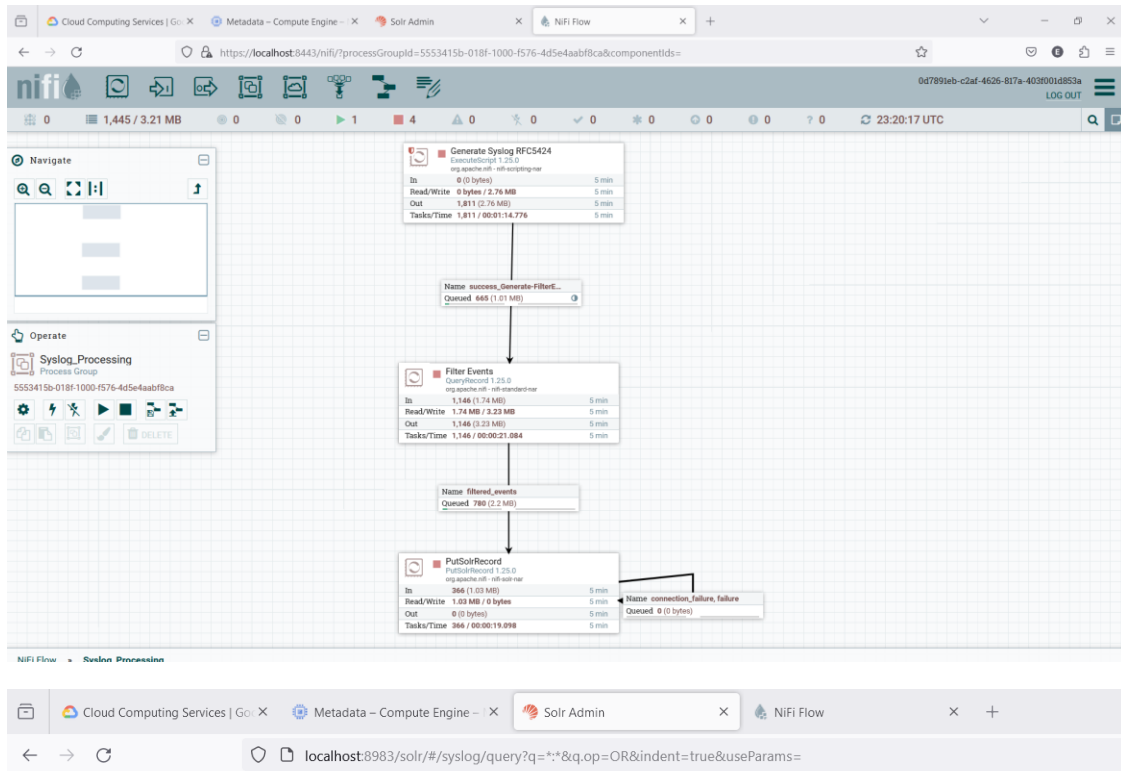 Cloud Computing Services | Go
Metadata – Compute Engine –
Solr Admin
NiFi Flow
https://localhost:8443/nifi/?processGroupId=5553415b-018f-1000-f576-4d5e4aabf8ca&componentIds=
nifi
0d7891eb-c2af-4626-817a-403f001d853a
LOG OUT
0 1,445 / 3.21 MB 0 0 1 4 0 0 0 0 0 0 ? 0 23:20:17 UTC
Navigate
Operate
Syslog_Processing
Process Group
5553415b-018f-1000-f576-4d5e4aabf8ca
DELETE
Generate Syslog RFC5424
ExecuteScript 1.25.0
org.apache.nifi - nifi-scripting-nar
In 0 (0 bytes) 5 min
Read/Write 0 bytes / 2.76 MB 5 min
Out 1,811 (2.76 MB) 5 min
Tasks/Time 1,811 / 00:01:14.776 5 min
Name success_Generate-FilterE...
Queued 665 (1.01 MB)
Filter Events
QueryRecord 1.25.0
org.apache.nifi - nifi-standard-nar
In 1,146 (1.74 MB) 5 min
Read/Write 1.74 MB / 3.23 MB 5 min
Out 1,146 (3.23 MB) 5 min
Tasks/Time 1,146 / 00:00:21.084 5 min
Name filtered_events
Queued 780 (2.2 MB)
PutSolrRecord
PutSolrRecord 1.25.0
org.apache.nifi - nifi-solr-nar
In 366 (1.03 MB) 5 min
Read/Write 1.03 MB / 0 bytes 5 min
Out 0 (0 bytes) 5 min
Tasks/Time 366 / 00:00:19.098 5 min
Name connection_failure, failure
Queued 0 (0 bytes)
NiFi Flow » Syslog_Processing
Cloud Computing Services | Go
Metadata – Compute Engine –
Solr Admin
NiFi Flow
localhost:8983/solr/#/syslog/query?q=*:*&q.op=OR&indent=true&useParams=